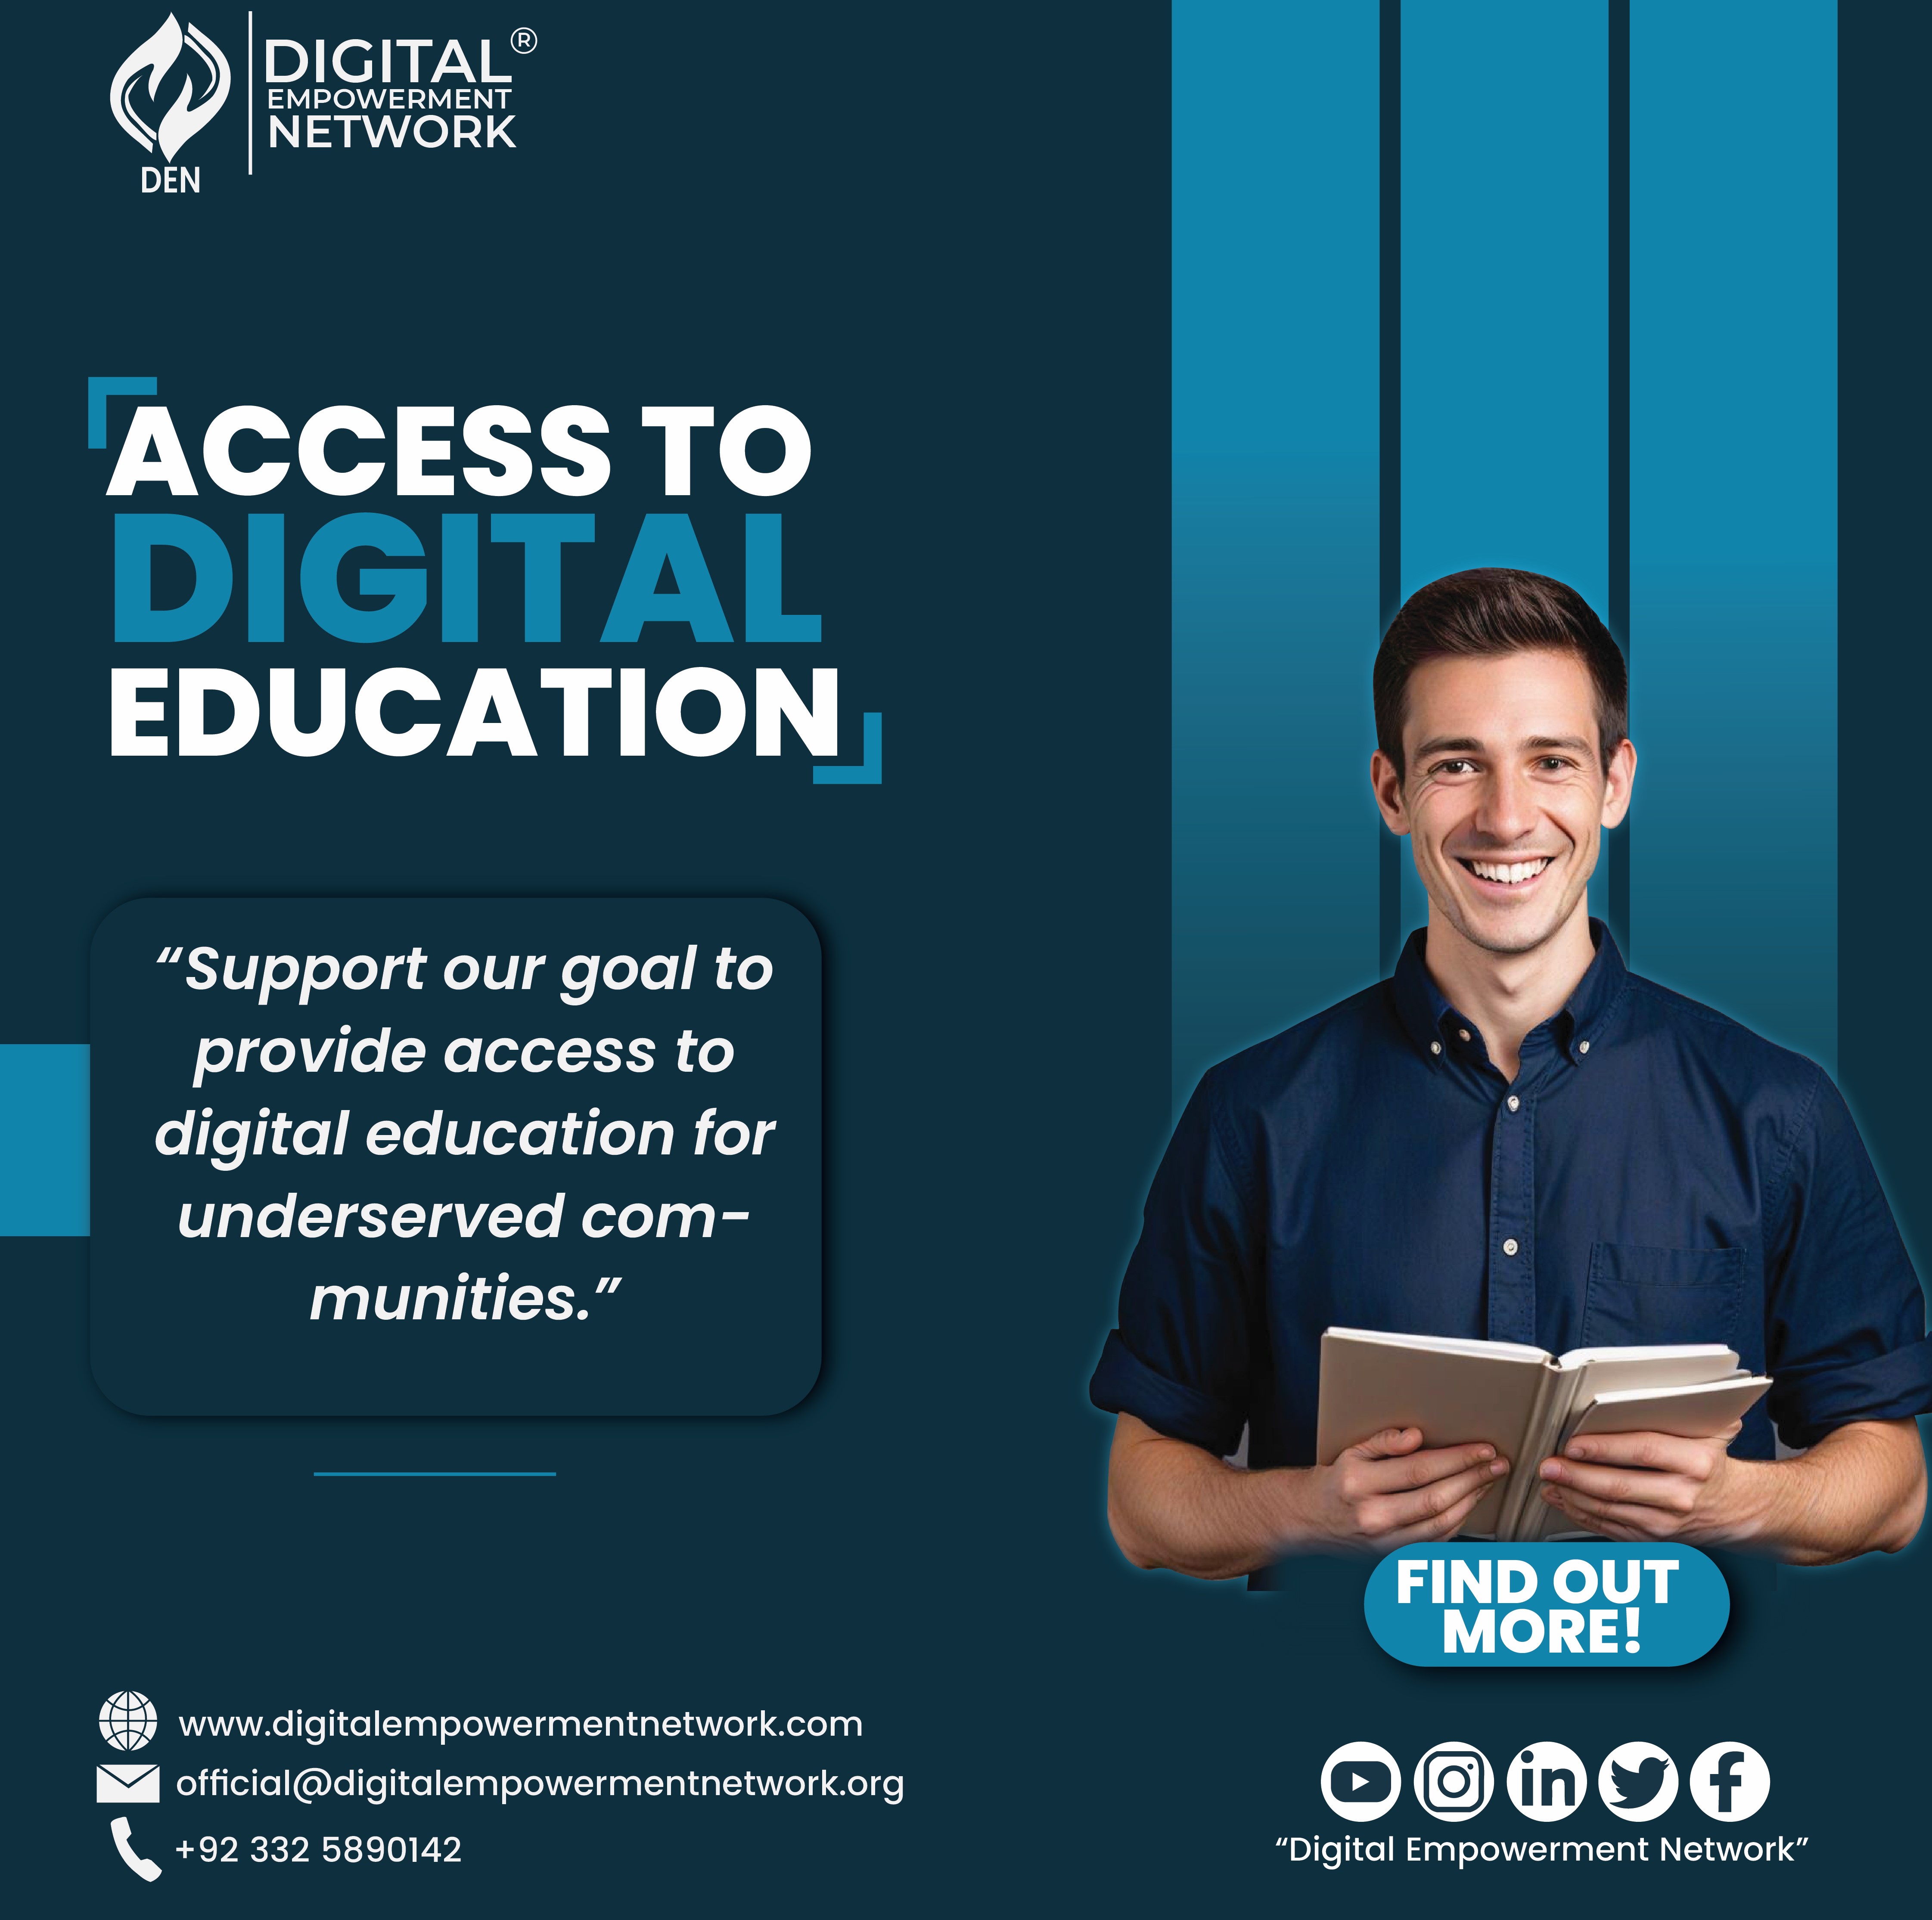 DIGITAL ®
EMPOWERMENT
NETWORK
DEN
ACCESS TO
DIGITAL
EDUCATION
“Support our goal to
provide access to
digital education for
underserved com-
munities.”
FIND OUT
MORE!
www.digitalempowermentnetwork.com
official@digitalempowermentnetwork.org
+92 332 5890142
in
f
“Digital Empowerment Network”